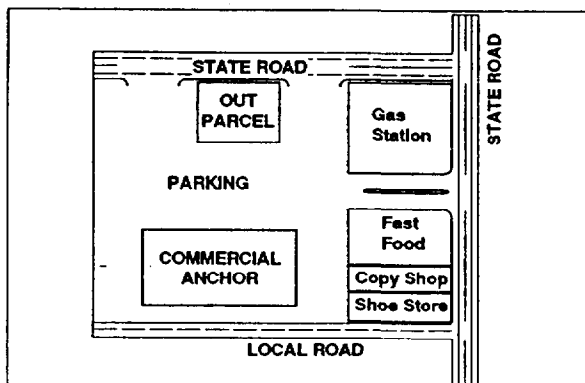 STATE ROAD
OUT
PARCEL
Gas
Station
STATE ROAD
PARKING
Fast
Food
COMMERCIAL
ANCHOR
Copy Shop
Shoe Store
LOCAL ROAD